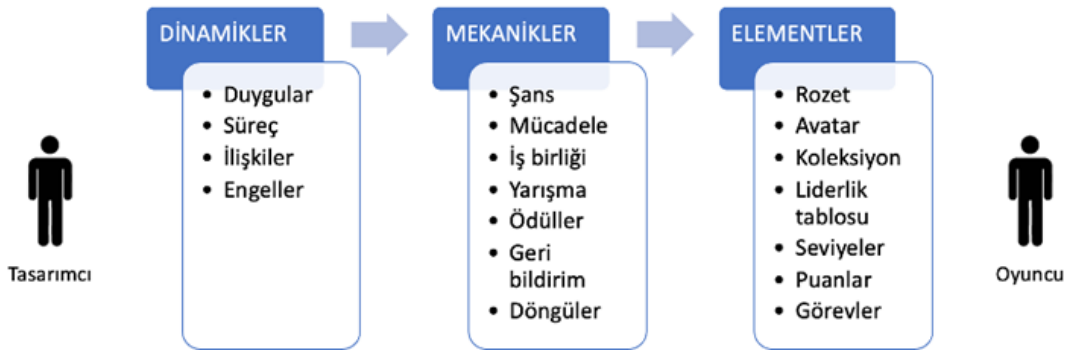 DİNAMİKLER
• Duygular
• Süreç
• İlişkiler
• Engeller
MEKANİKLER
• Şans
• Mücadele
• İş birliği
• Yarışma
• Ödüller
• Geri
bildirim
• Döngüler
ELEMENTLER
• Rozet
• Avatar
• Koleksiyon
• Liderlik
tablosu
• Seviyeler
• Puanlar
• Görevler
Tasarımcı
Oyuncu